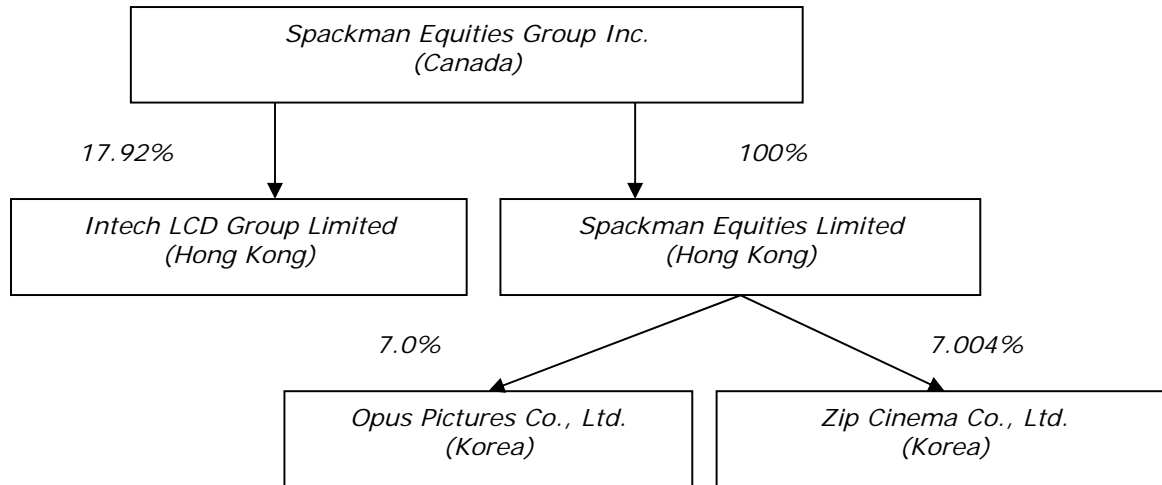 Spackman Equities Group Inc.
(Canada)
17.92%
100%
Intech LCD Group Limited
(Hong Kong)
Spackman Equities Limited
(Hong Kong)
7.0%
7.004%
Opus Pictures Co., Ltd.
(Korea)
Zip Cinema Co., Ltd.
(Korea)